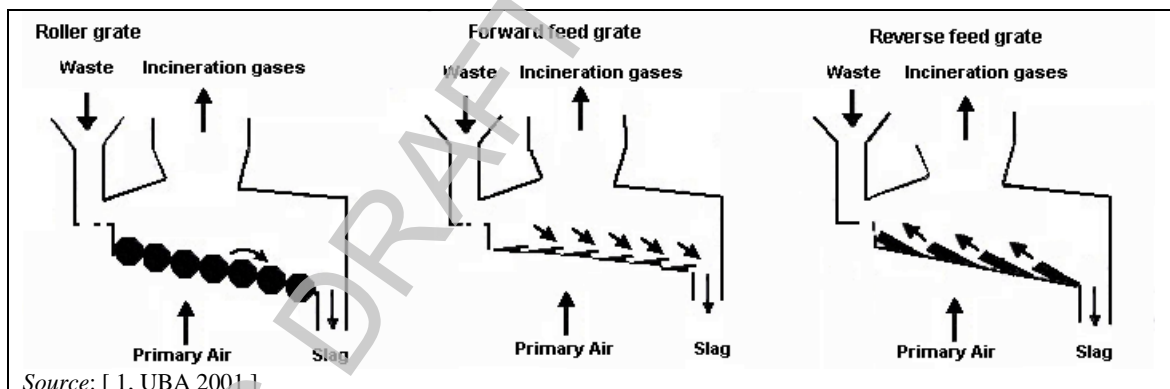 Roller grate
Forward feed grate
Reverse feed grate
Waste Incineration gases
Waste Incineration gases
Waste Incineration gases
Primary Air Slag
Primary Air Slag
Primary Air Slag
DRAFT
Source: [ 1, UBA 2001 ]